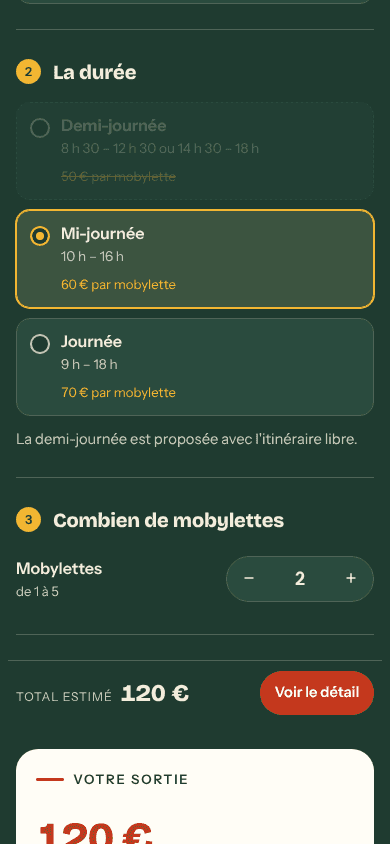 2 La durée
Demi-journée
8 h 30 – 12 h 30 ou 14 h 30 – 18 h
50 € par mobylette
Mi-journée
10 h – 16 h
60 € par mobylette
Journée
9 h – 18 h
70 € par mobylette
La demi-journée est proposée avec l'itinéraire libre.
3 Combien de mobylettes
Mobylettes
de 1 à 5
− 2 +
TOTAL ESTIMÉ 120 €
Voir le détail
VOTRE SORTIE
120 €